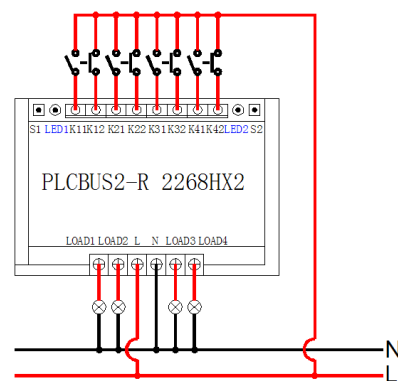 S1 LED1 K11 K12 K21 K22 K31 K32 K41 K42 LED2 S2
PLCBUS2-R 2268HX2
LOAD1 LOAD2 L N LOAD3 LOAD4
N
L